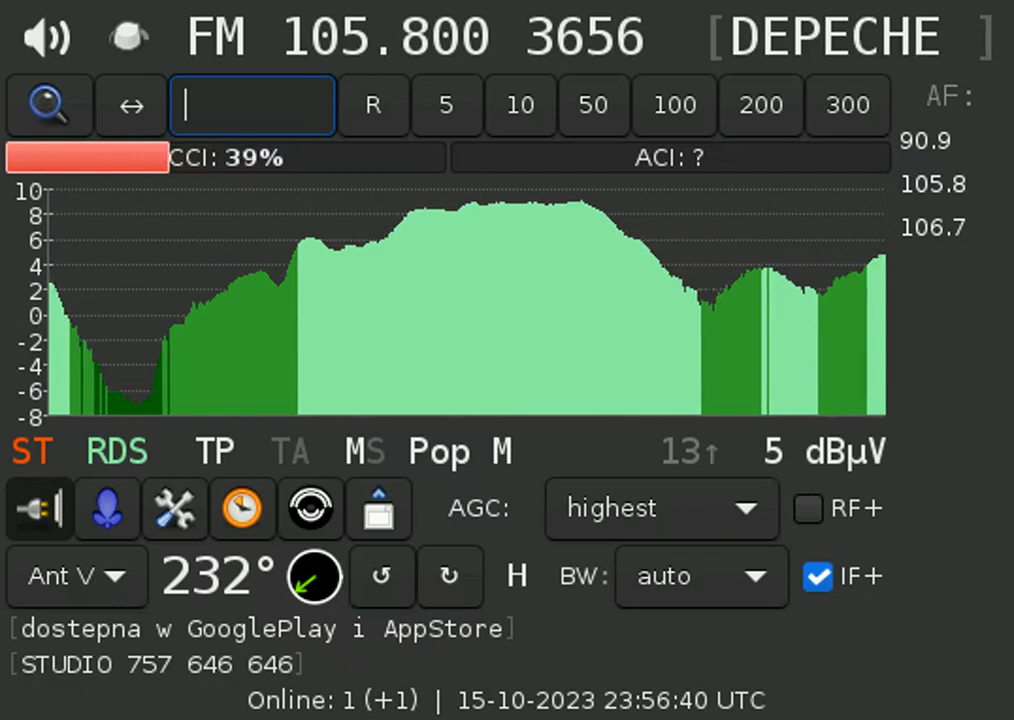 FM 105.800 3656 [DEPECHE ]
↔ R 5 10 50 100 200 300 AF:
CCI: 39% ACI: ?
90.9
105.8
106.7
10
8
6
4
2
0
-2
-4
-6
-8
ST RDS TP TA MS Pop M 13↑ 5 dBµV
AGC: highest RF+
Ant V 232° ↺ ↻ H BW: auto IF+
[dostepna w GooglePlay i AppStore]
[STUDIO 757 646 646]
Online: 1 (+1) | 15-10-2023 23:56:40 UTC